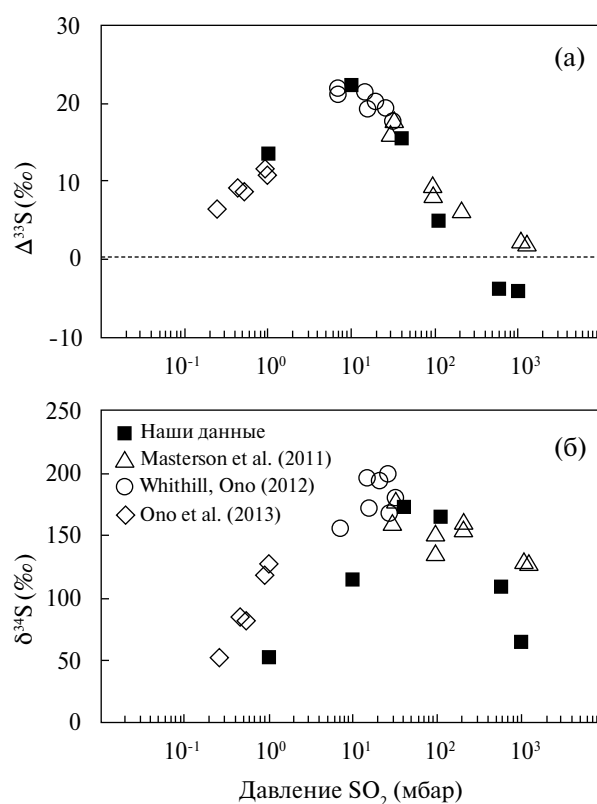 30
(а)
20
10
0
-10
Δ³³S (‰)
10⁻¹ 10⁰ 10¹ 10² 10³
250
(б)
Наши данные
200
Masterson et al. (2011)
Whithill, Ono (2012)
150
Ono et al. (2013)
100
50
0
δ³⁴S (‰)
10⁻¹ 10⁰ 10¹ 10² 10³
Давление SO₂ (мбар)